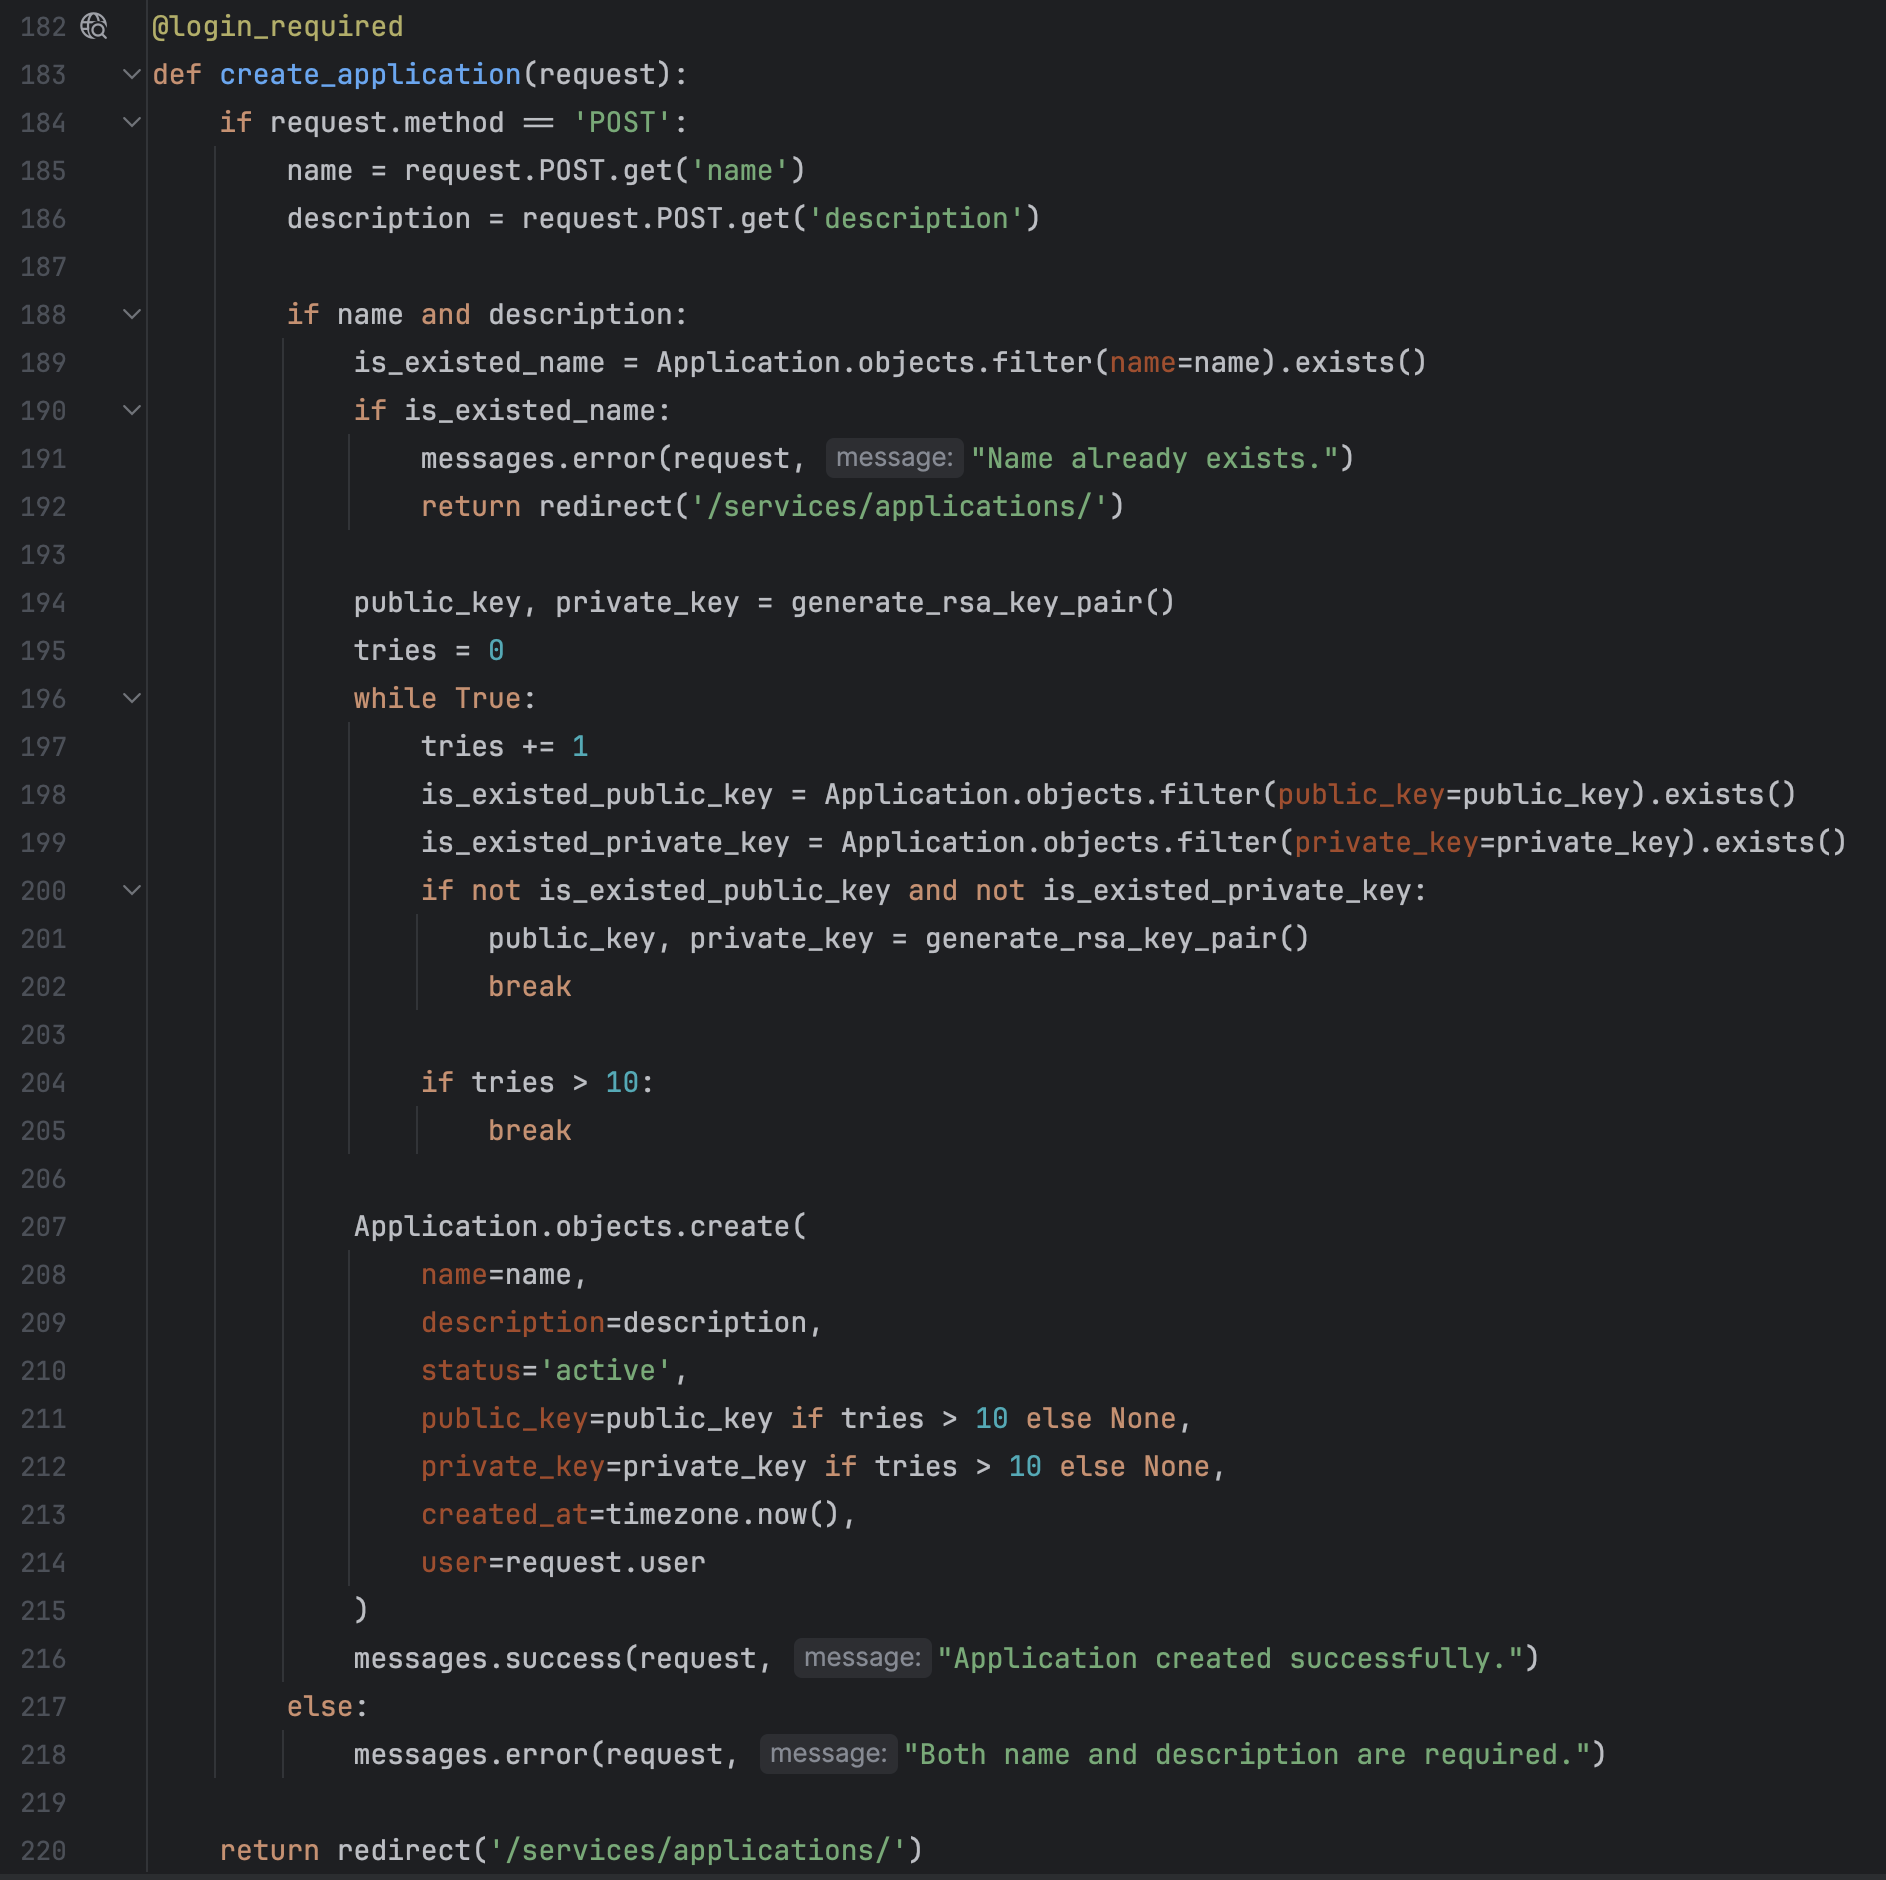 182 @login_required
183 def create_application(request):
184     if request.method == 'POST':
185         name = request.POST.get('name')
186         description = request.POST.get('description')
187
188         if name and description:
189             is_existed_name = Application.objects.filter(name=name).exists()
190             if is_existed_name:
191                 messages.error(request, message: "Name already exists.")
192                 return redirect('/services/applications/')
193
194             public_key, private_key = generate_rsa_key_pair()
195             tries = 0
196             while True:
197                 tries += 1
198                 is_existed_public_key = Application.objects.filter(public_key=public_key).exists()
199                 is_existed_private_key = Application.objects.filter(private_key=private_key).exists()
200                 if not is_existed_public_key and not is_existed_private_key:
201                     public_key, private_key = generate_rsa_key_pair()
202                     break
203
204                 if tries > 10:
205                     break
206
207             Application.objects.create(
208                 name=name,
209                 description=description,
210                 status='active',
211                 public_key=public_key if tries > 10 else None,
212                 private_key=private_key if tries > 10 else None,
213                 created_at=timezone.now(),
214                 user=request.user
215             )
216             messages.success(request, message: "Application created successfully.")
217         else:
218             messages.error(request, message: "Both name and description are required.")
219
220     return redirect('/services/applications/')